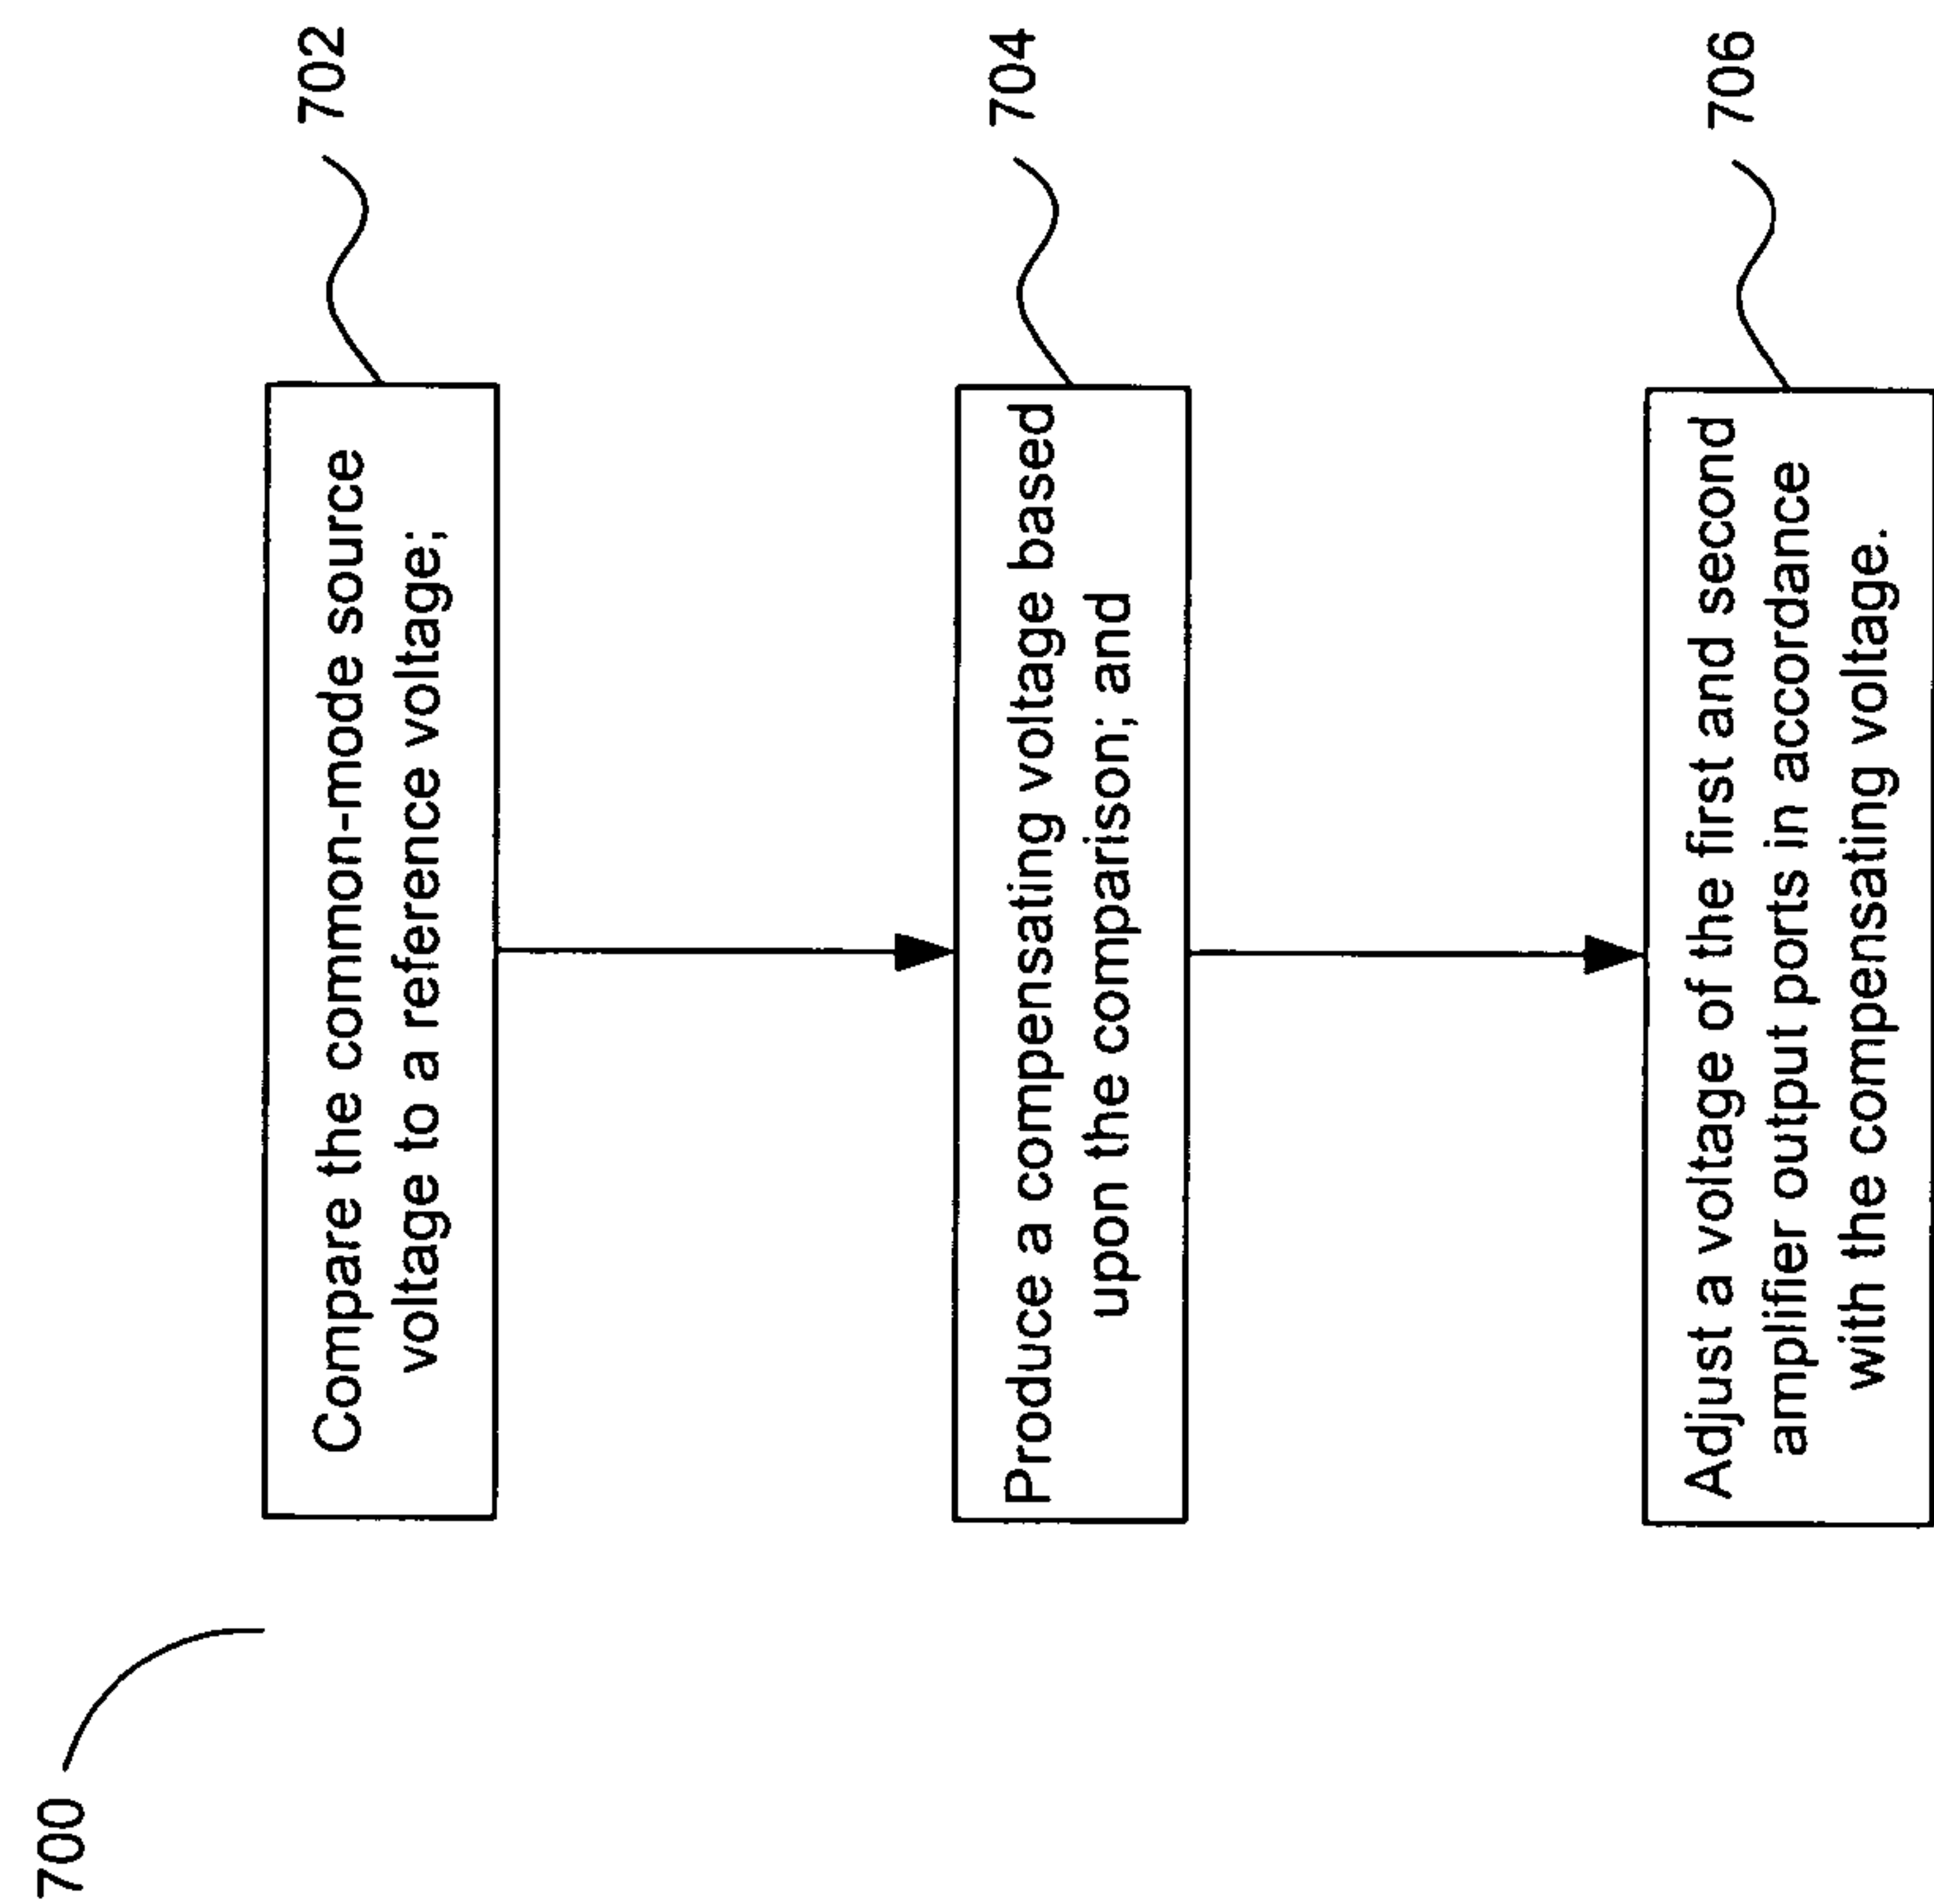 700
Compare the common-mode source
voltage to a reference voltage;
702
Produce a compensating voltage based
upon the comparison; and
704
Adjust a voltage of the first and second
amplifier output ports in accordance
with the compensating voltage.
706